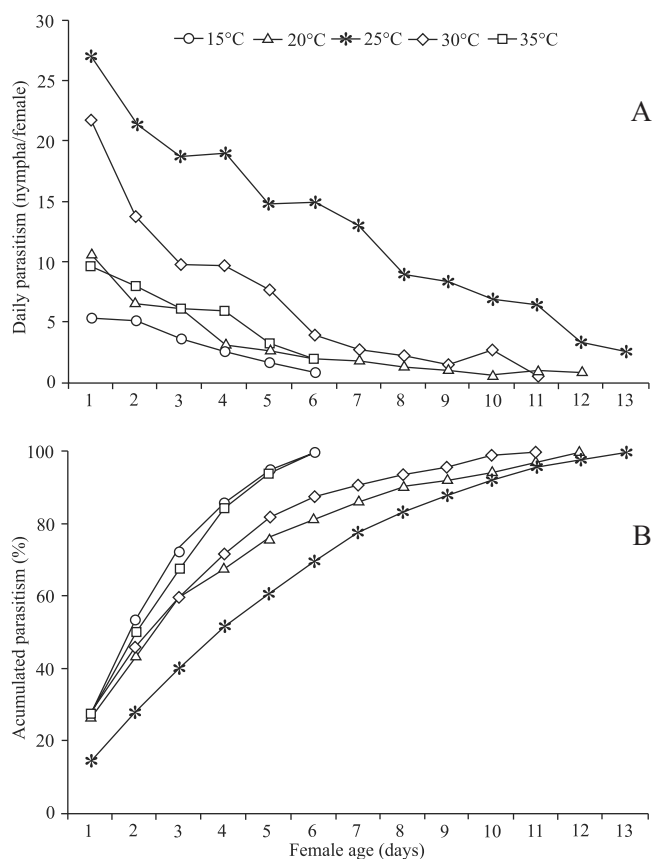 15°C 20°C 25°C 30°C 35°C
A
Daily parasitism (nympha/female)
30
25
20
15
10
5
0
1 2 3 4 5 6 7 8 9 10 11 12 13
B
Acumulated parasitism (%)
100
80
60
40
20
0
1 2 3 4 5 6 7 8 9 10 11 12 13
Female age (days)